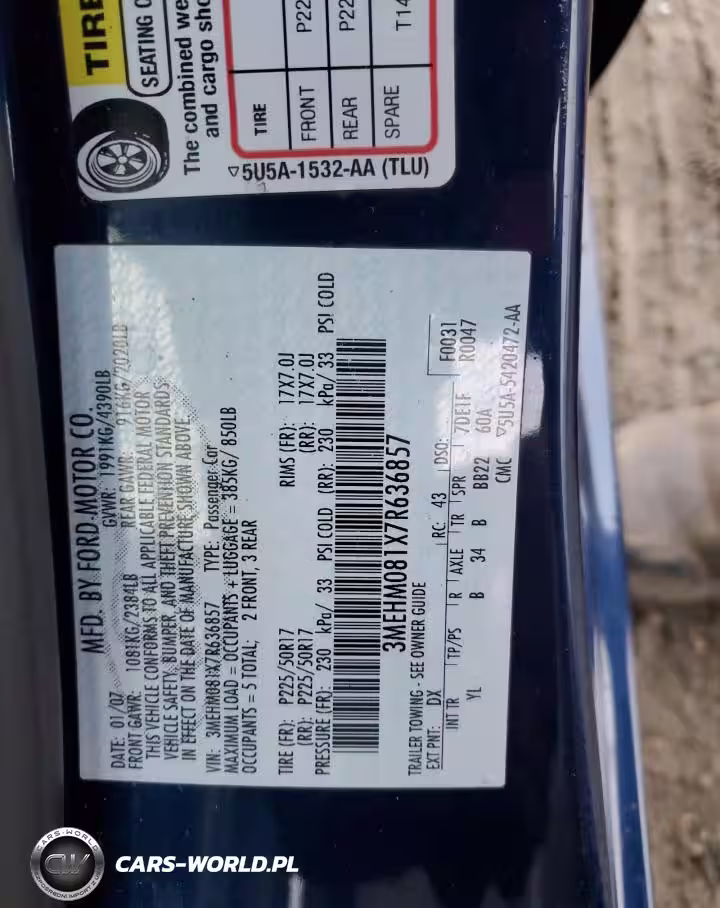 TIRE
SEATING C
The combined we
and cargo sho
TIRE
FRONT P22
REAR P22
SPARE T14
▽5U5A-1532-AA (TLU)
MFD. BY FORD MOTOR CO.
DATE: 01/07 GVWR: 1991KG/4390LB
FRONT GAWR: 1081KG/2384LB REAR GAWR: 916KG/2020LB
THIS VEHICLE CONFORMS TO ALL APPLICABLE FEDERAL MOTOR
VEHICLE SAFETY, BUMPER, AND THEFT PREVENTION STANDARDS
IN EFFECT ON THE DATE OF MANUFACTURE SHOWN ABOVE.
VIN: 3MEHM081X7R636857 TYPE: Passenger Car
MAXIMUM LOAD = OCCUPANTS + LUGGAGE = 385KG/ 850LB
OCCUPANTS = 5 TOTAL; 2 FRONT, 3 REAR
TIRE (FR): P225/50R17 RIMS (FR): 17X7.0J
(RR): P225/50R17 (RR): 17X7.0J
PRESSURE (FR): 230 kPa/ 33 PSI COLD (RR): 230 kPa/ 33 PSI COLD
3MEHM081X7R636857
TRAILER TOWING - SEE OWNER GUIDE
F0031
EXT PNT: DX RC: 43 DSO: R0047
INT TR TP/PS R AXLE TR SPR 7DE1F
YL B 34 B BB22 60A
CMC ▽5U5A-5420472-AA
CARS-WORLD
CW
BEZPOŚREDNI IMPORT Z USA
CARS-WORLD.PL